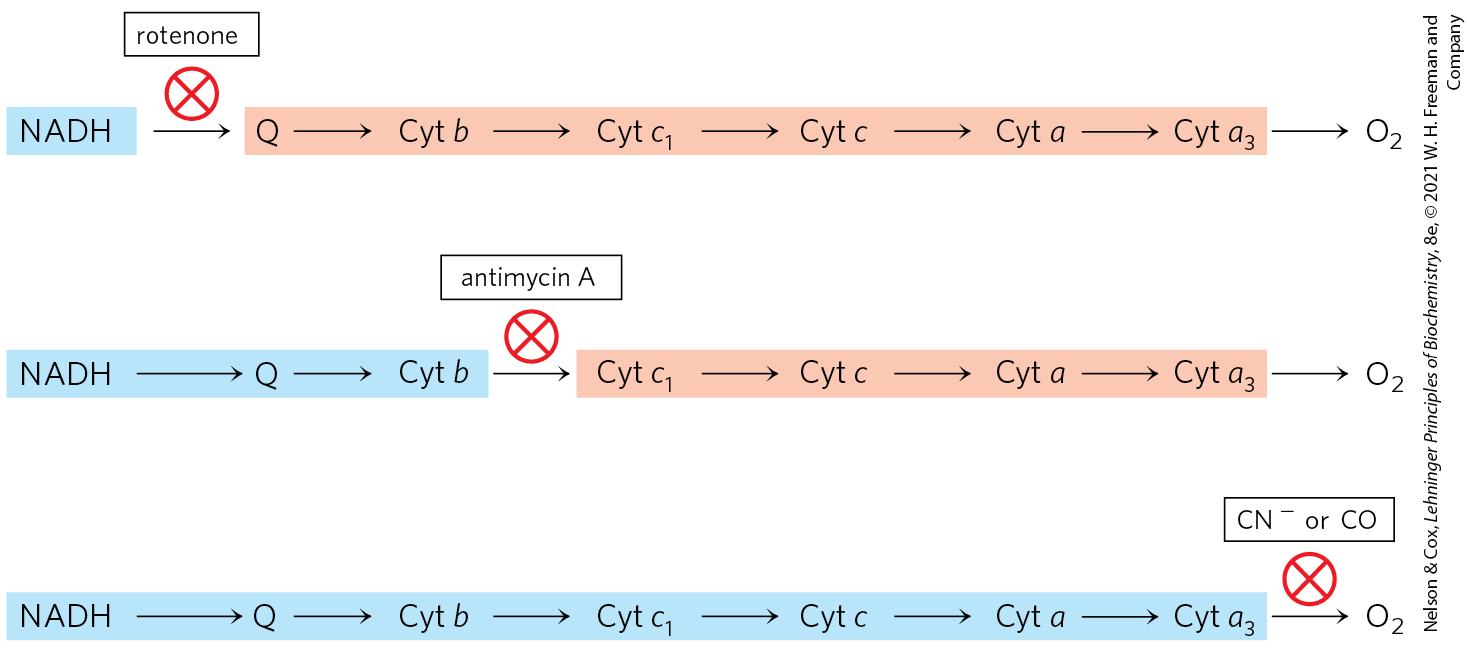 rotenone
NADH → Q → Cyt b → Cyt c₁ → Cyt c → Cyt a → Cyt a₃ → O₂
antimycin A
NADH → Q → Cyt b → Cyt c₁ → Cyt c → Cyt a → Cyt a₃ → O₂
CN⁻ or CO
NADH → Q → Cyt b → Cyt c₁ → Cyt c → Cyt a → Cyt a₃ → O₂
Nelson & Cox, Lehninger Principles of Biochemistry, 8e, © 2021 W. H. Freeman and
Company